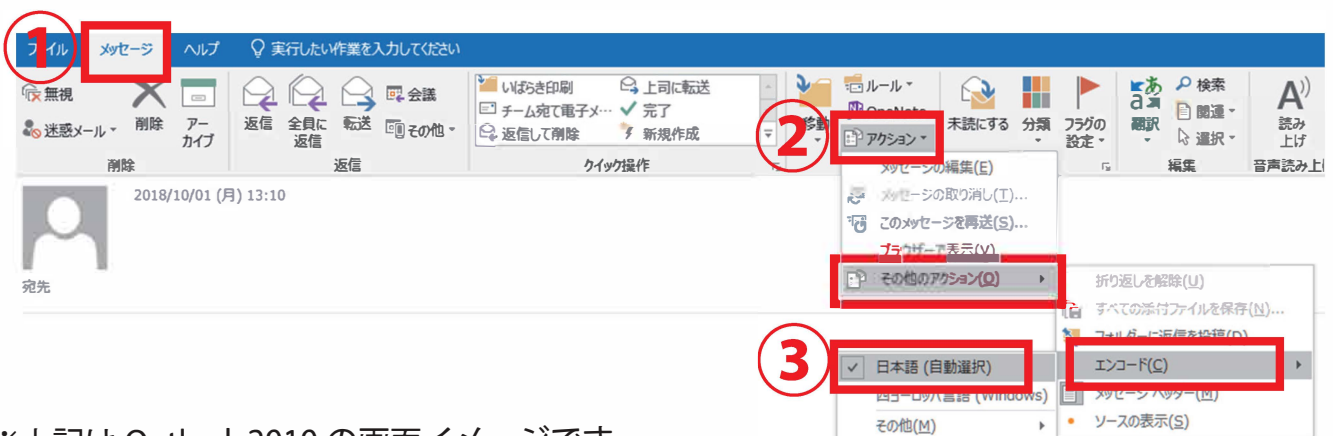 ①
ファイル メッセージ ヘルプ 実行したい作業を入力してください
無視
迷惑メール
削除
アー
カイブ
削除
返信
全員に
返信
転送
会議
その他
返信
いばらき印刷 上司に転送
チーム宛て電子メ… 完了
返信して削除 新規作成
クイック操作
②
移動
ルール
OneNote
アクション
未読にする
分類
フラグの
設定
翻訳
検索
関連
選択
編集
読み
上げ
音声読み上
2018/10/01 (月) 13:10
宛先
メッセージの編集(E)
メッセージの取り消し(T)...
このメッセージを再送(S)...
ブラウザーで表示(V)
その他のアクション(O)
折り返しを解除(U)
すべての添付ファイルを保存(N)...
フォルダーに返信を投稿(D)
エンコード(C)
メッセージ ヘッダー(M)
ソースの表示(S)
③
日本語 (自動選択)
西ヨーロッパ言語 (Windows)
その他(M)